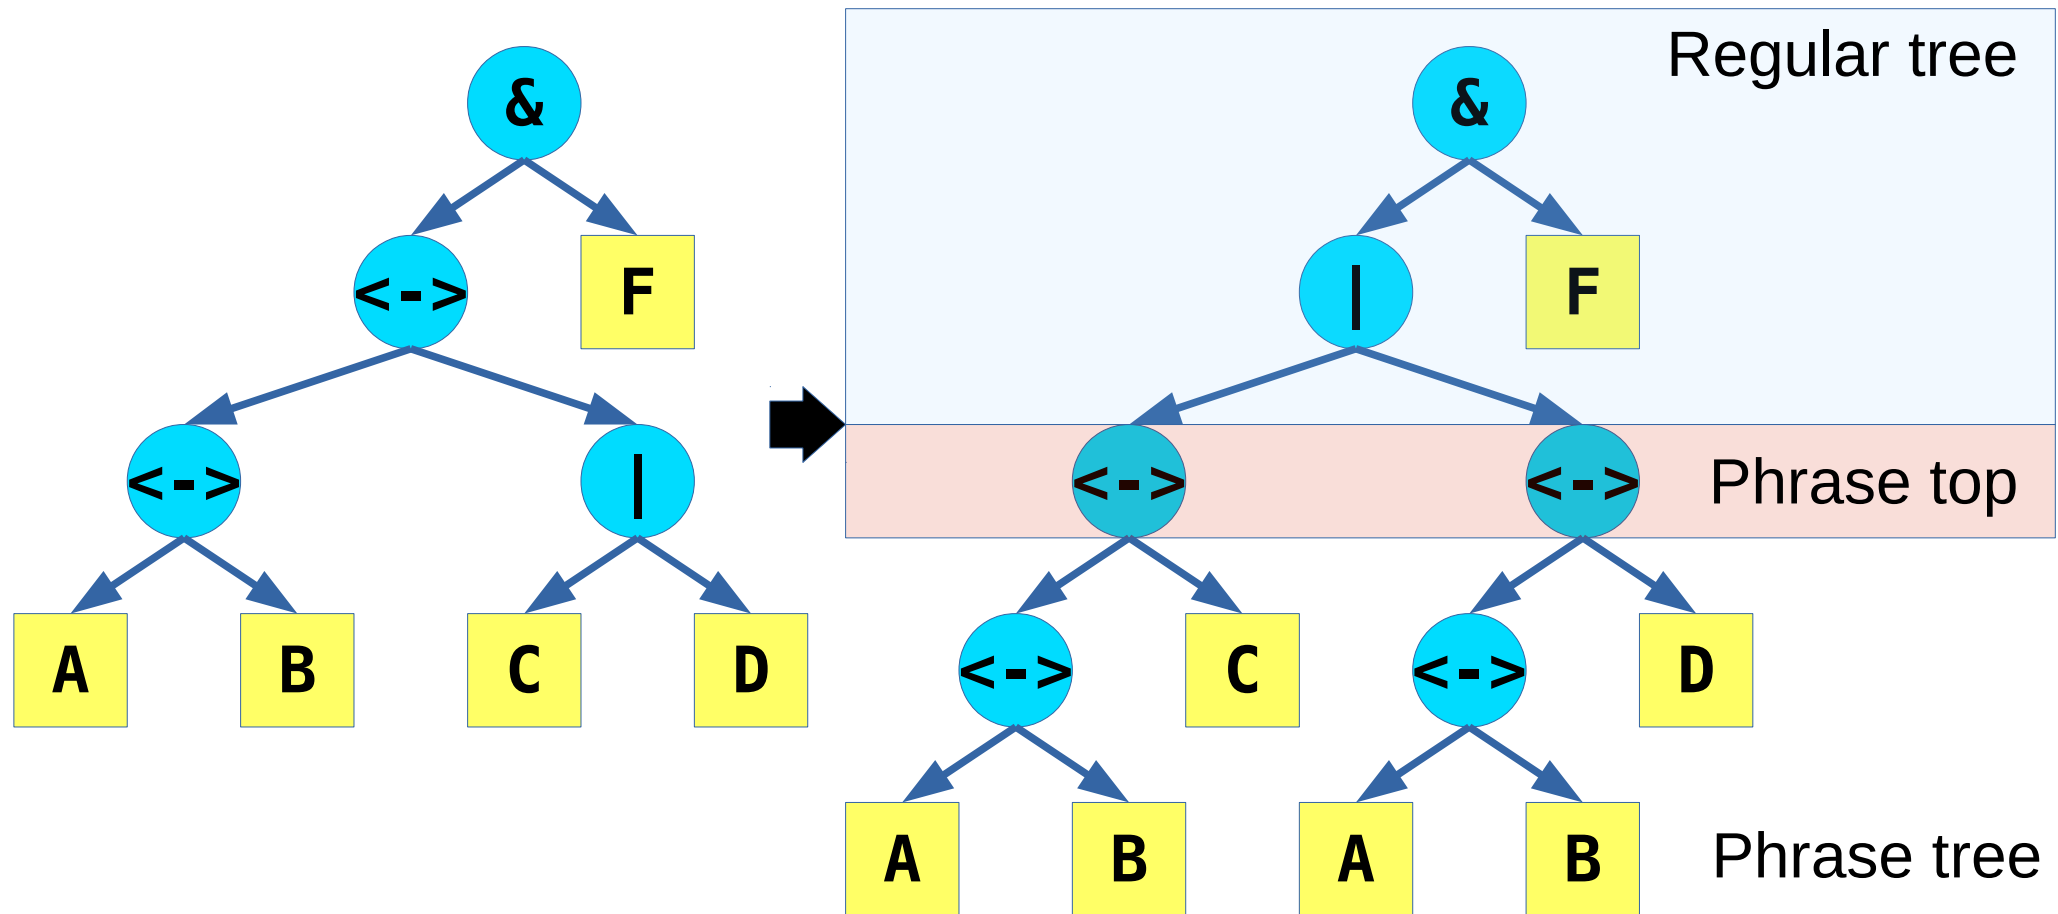 Regular tree
& &
<-> F | F
<-> | <-> <-> Phrase top
A B C D <-> C <-> D
A B A B Phrase tree